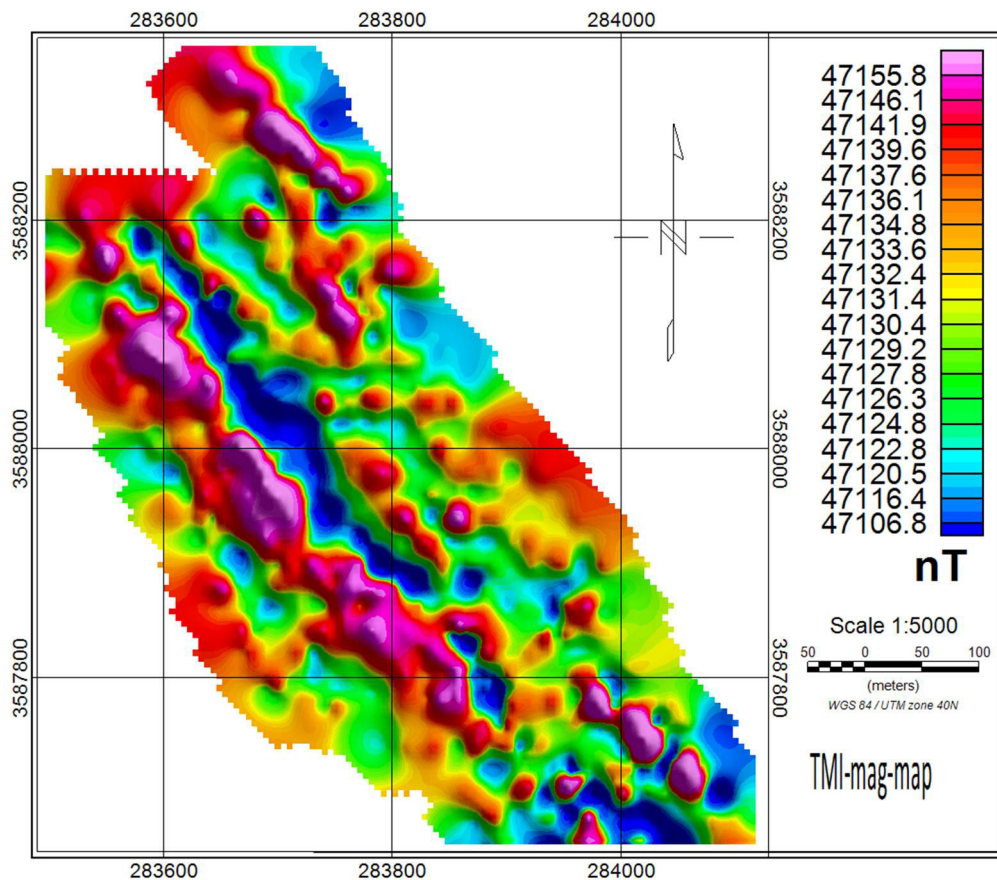 283600 283800 284000
3588200
3588000
3587800
3588200
3588000
3587800
283600 283800 284000
N
47155.8
47146.1
47141.9
47139.6
47137.6
47136.1
47134.8
47133.6
47132.4
47131.4
47130.4
47129.2
47127.8
47126.3
47124.8
47122.8
47120.5
47116.4
47106.8
nT
Scale 1:5000
50 0 50 100
(meters)
WGS 84 / UTM zone 40N
TMI-mag-map